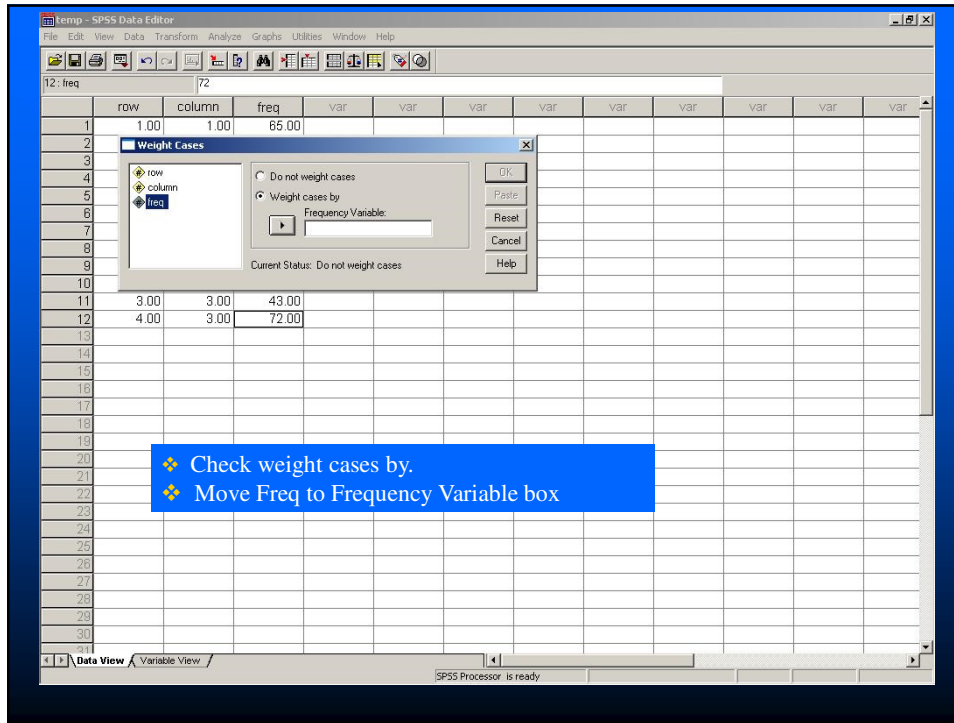 temp - SPSS Data Editor
File Edit View Data Transform Analyze Graphs Utilities Window Help
12 : freq 72
row column freq var var var var var var var var var
1 1.00 1.00 65.00
2
3
4
5
6
7
8
9
10
Weight Cases
row
column
freq
Do not weight cases
Weight cases by
Frequency Variable:
Current Status: Do not weight cases
OK
Paste
Reset
Cancel
Help
11 3.00 3.00 43.00
12 4.00 3.00 72.00
13
14
15
16
17
18
19
20
21
22
23
24
25
26
27
28
29
30
31
❖ Check weight cases by.
❖ Move Freq to Frequency Variable box
Data View Variable View
SPSS Processor is ready